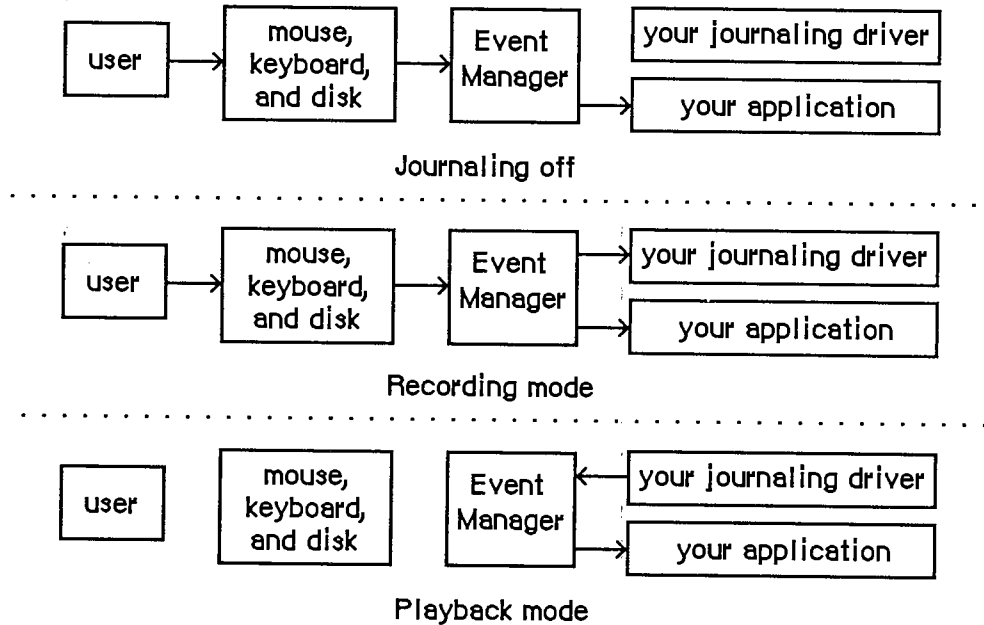 user
mouse,
keyboard,
and disk
Event
Manager
your journaling driver
your application
Journaling off
user
mouse,
keyboard,
and disk
Event
Manager
your journaling driver
your application
Recording mode
user
mouse,
keyboard,
and disk
Event
Manager
your journaling driver
your application
Playback mode